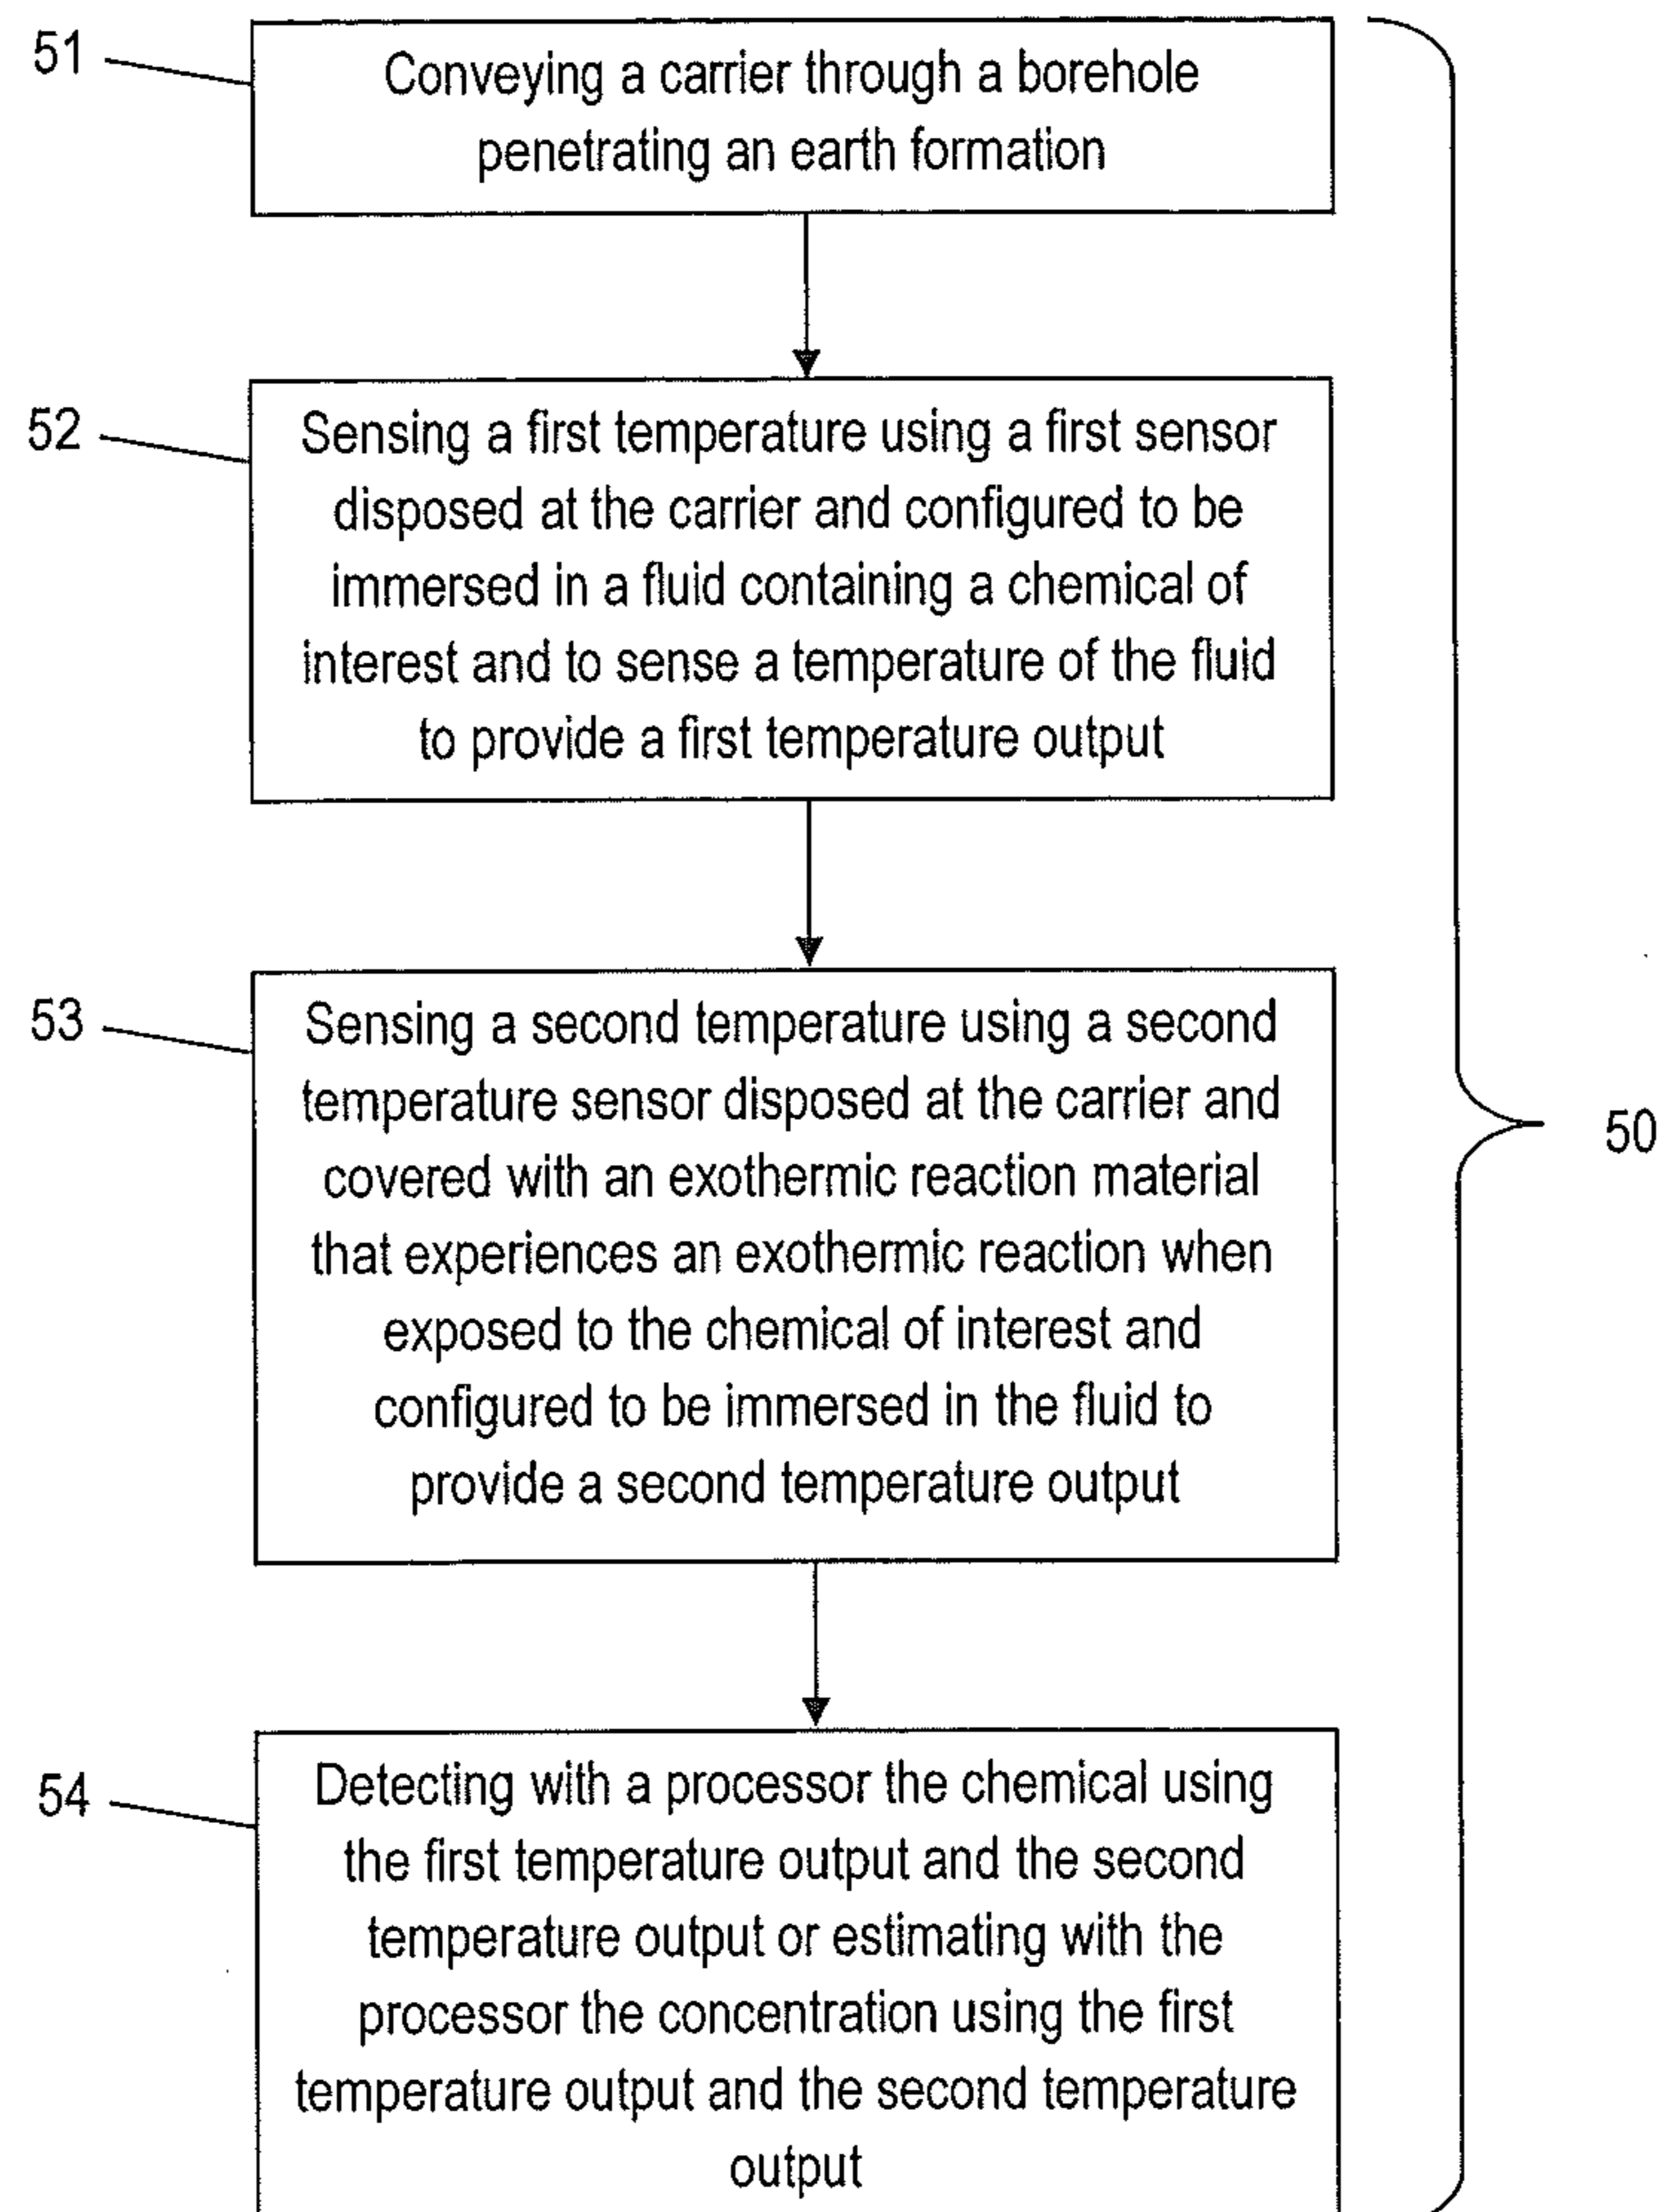 51
Conveying a carrier through a borehole
penetrating an earth formation
52
Sensing a first temperature using a first sensor
disposed at the carrier and configured to be
immersed in a fluid containing a chemical of
interest and to sense a temperature of the fluid
to provide a first temperature output
53
Sensing a second temperature using a second
temperature sensor disposed at the carrier and
covered with an exothermic reaction material
that experiences an exothermic reaction when
exposed to the chemical of interest and
configured to be immersed in the fluid to
provide a second temperature output
50
54
Detecting with a processor the chemical using
the first temperature output and the second
temperature output or estimating with the
processor the concentration using the first
temperature output and the second temperature
output